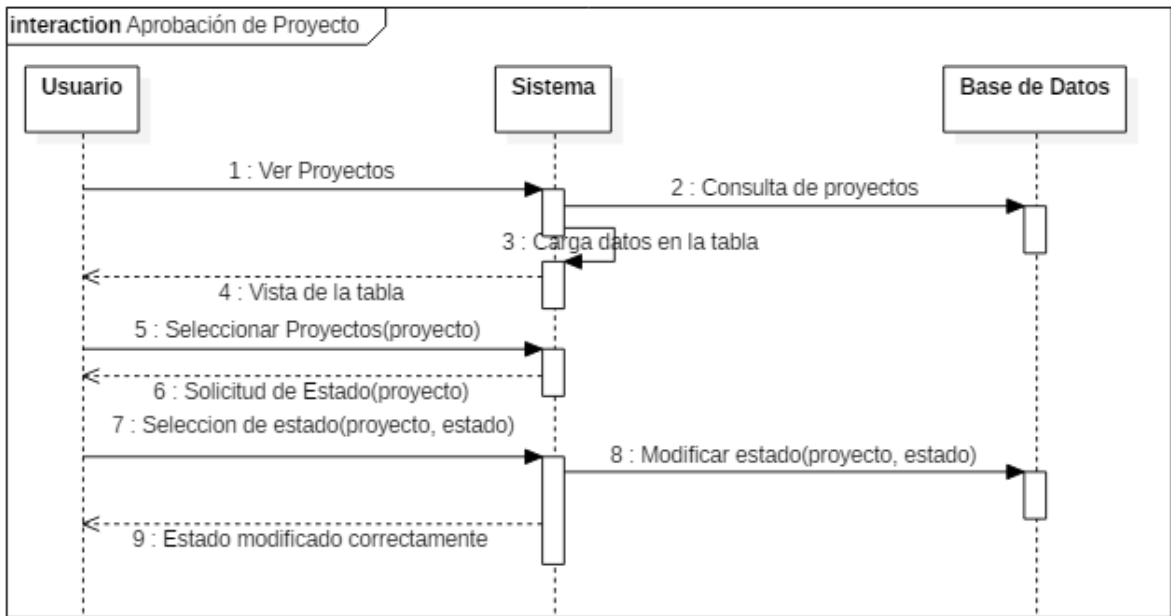 interaction Aprobación de Proyecto
Usuario
Sistema
Base de Datos
1 : Ver Proyectos
2 : Consulta de proyectos
3 : Carga datos en la tabla
4 : Vista de la tabla
5 : Seleccionar Proyectos(proyecto)
6 : Solicitud de Estado(proyecto)
7 : Seleccion de estado(proyecto, estado)
8 : Modificar estado(proyecto, estado)
9 : Estado modificado correctamente